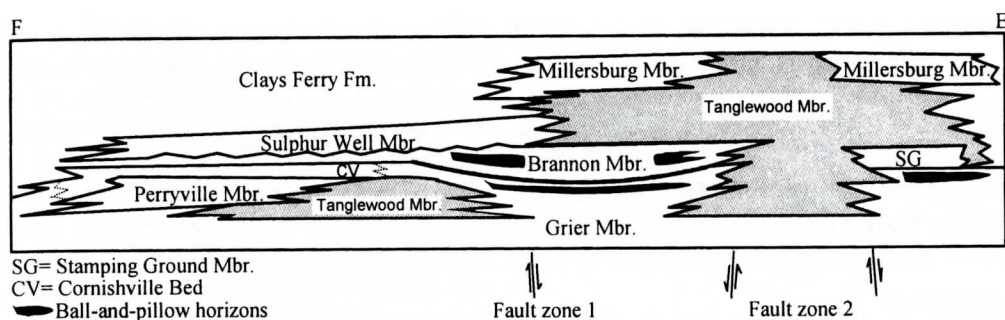 F E
Clays Ferry Fm.
Millersburg Mbr. Millersburg Mbr.
Tanglewood Mbr.
Sulphur Well Mbr.
Brannon Mbr. SG
CV
Perryville Mbr.
Tanglewood Mbr.
Grier Mbr.
SG= Stamping Ground Mbr.
CV= Cornishville Bed
Ball-and-pillow horizons Fault zone 1 Fault zone 2